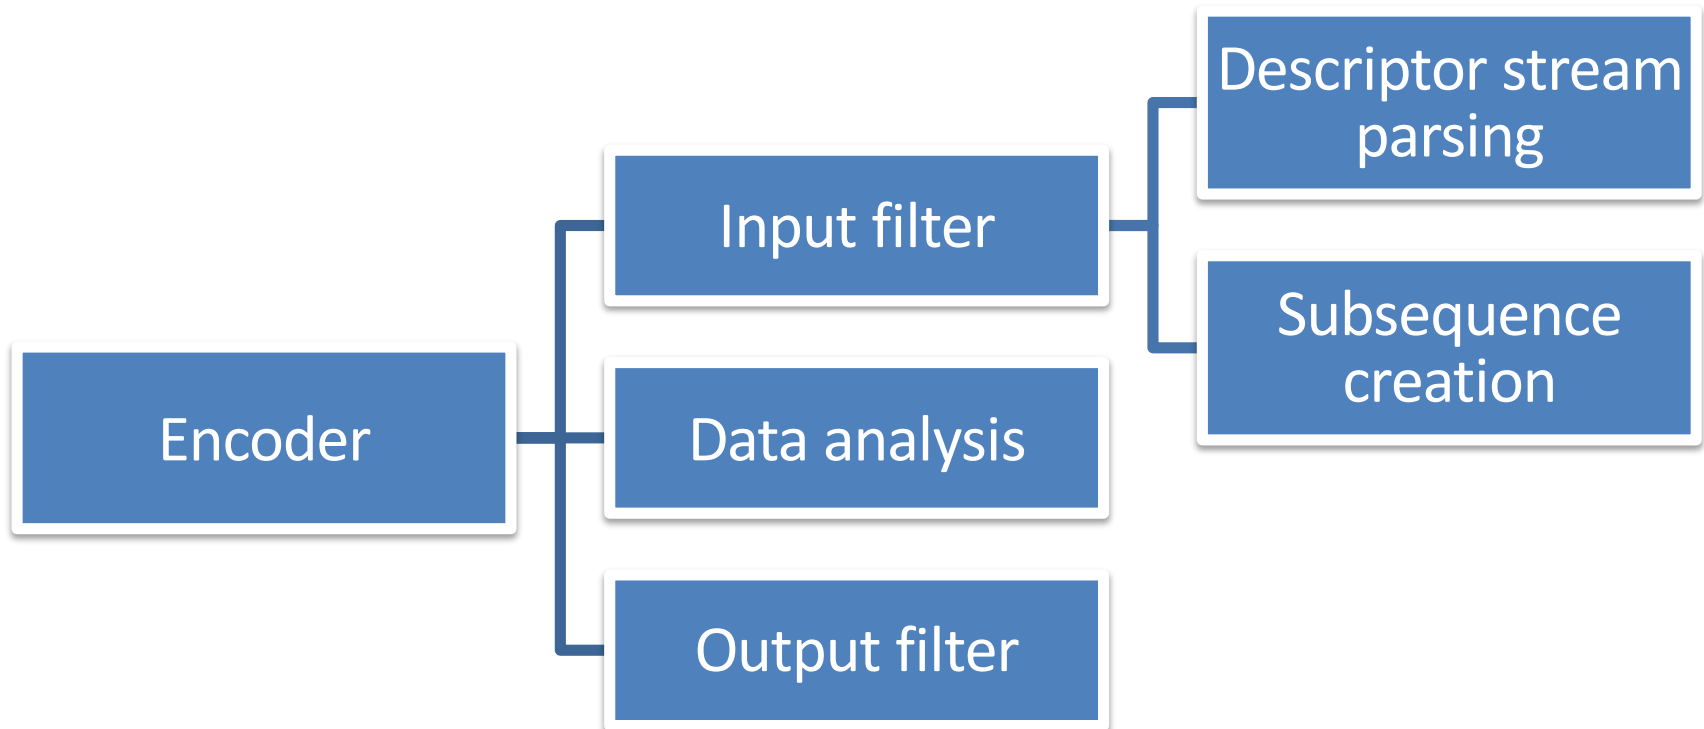 Descriptor stream
parsing
Input filter
Subsequence
creation
Encoder
Data analysis
Output filter